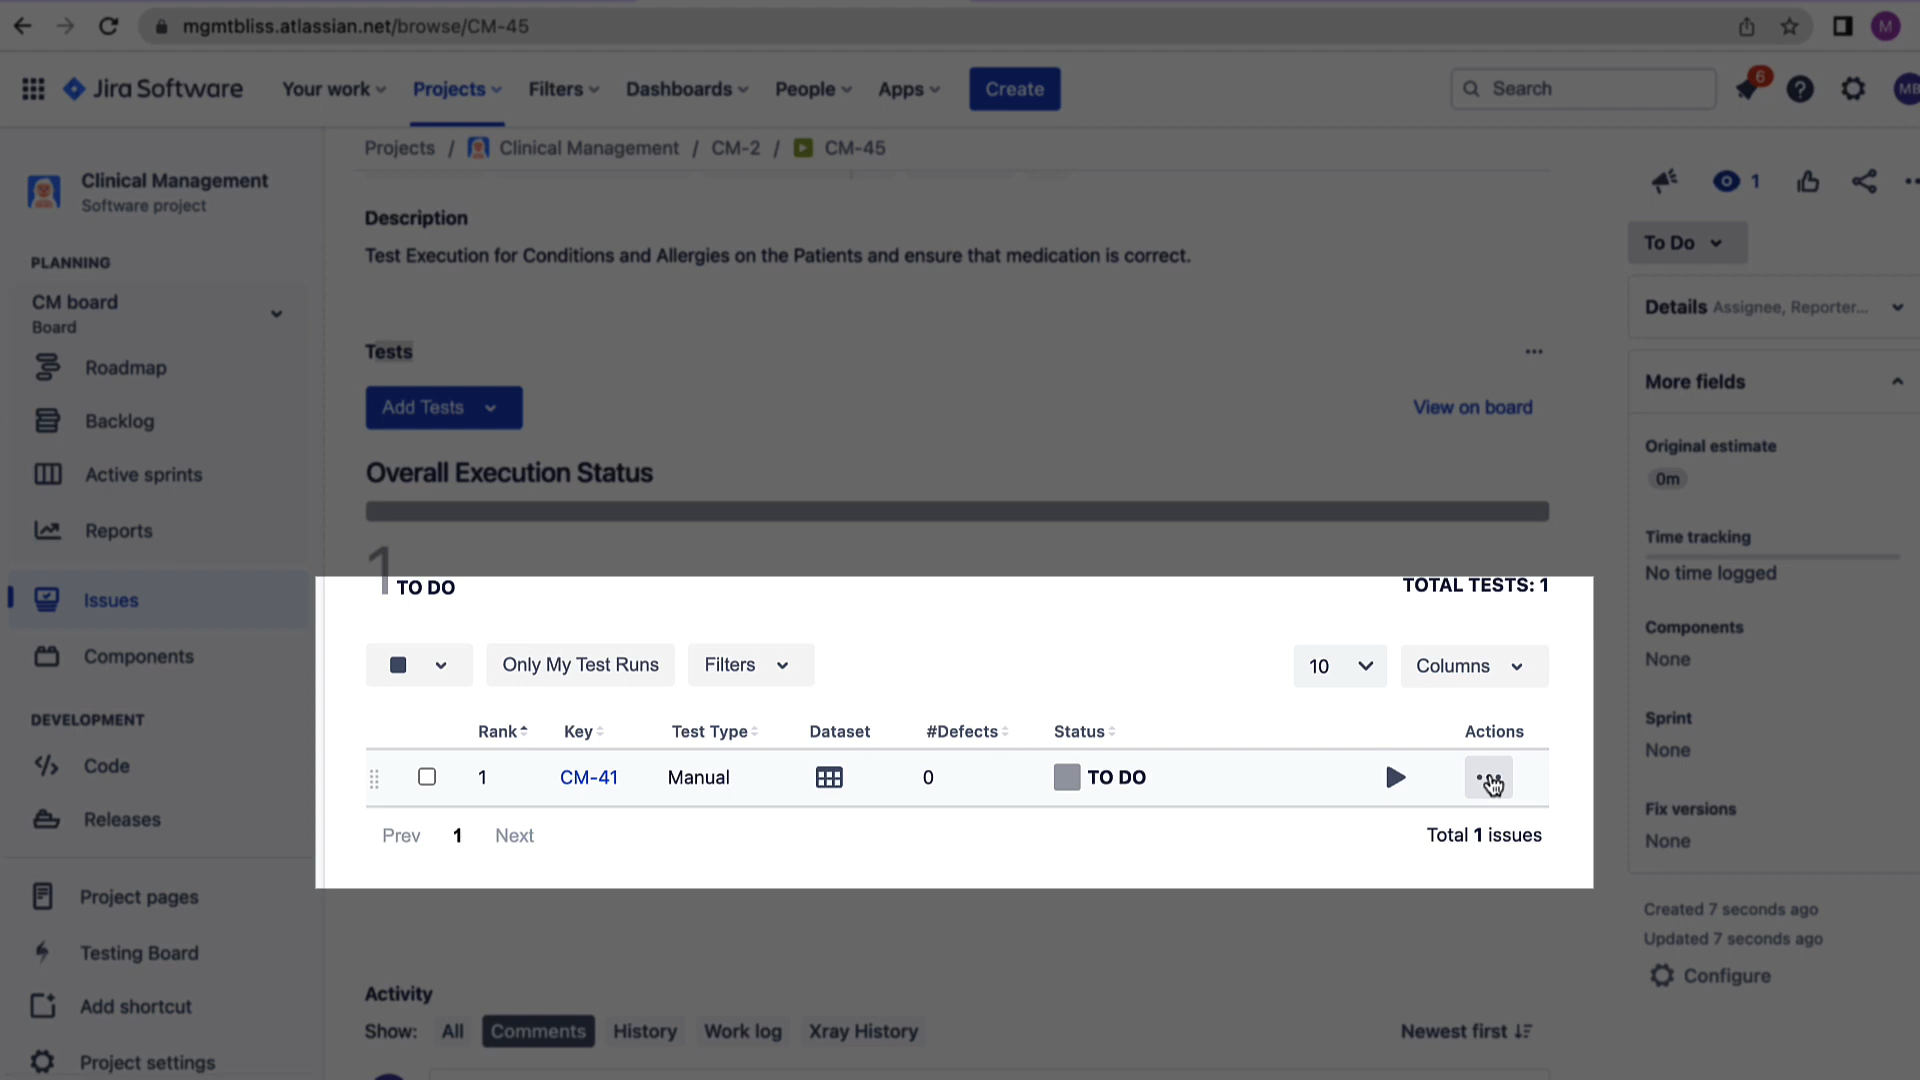 mgmtbliss.atlassian.net/browse/CM-45
M
Jira Software
Your work
Projects
Filters
Dashboards
People
Apps
Create
Search
6
MB
Projects / Clinical Management / CM-2 / CM-45
Clinical Management
Software project
1
Description
To Do
Test Execution for Conditions and Allergies on the Patients and ensure that medication is correct.
PLANNING
CM board
Board
Details Assignee, Reporter...
Tests
Roadmap
More fields
Add Tests
View on board
Backlog
Original estimate
0m
Overall Execution Status
Active sprints
Reports
Time tracking
No time logged
1 TO DO
TOTAL TESTS: 1
Issues
Components
None
Only My Test Runs
Filters
10
Columns
Components
Sprint
None
DEVELOPMENT
Rank
Key
Test Type
Dataset
#Defects
Status
Actions
Code
1
CM-41
Manual
0
TO DO
Releases
Fix versions
None
Prev
1
Next
Total 1 issues
Project pages
Created 7 seconds ago
Updated 7 seconds ago
Testing Board
Configure
Activity
Add shortcut
Show:
All
Comments
History
Work log
Xray History
Newest first
Project settings